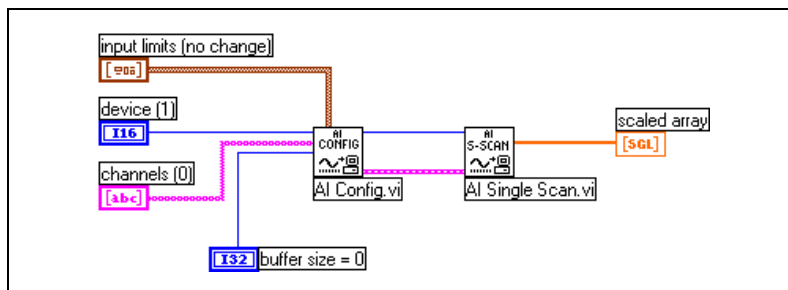 input limits (no change)
device (1)
I16
channels (0)
[abc]
AI
CONFIG
AI Config.vi
I32
buffer size = 0
AI
S-SCAN
AI Single Scan.vi
scaled array
[SGL]